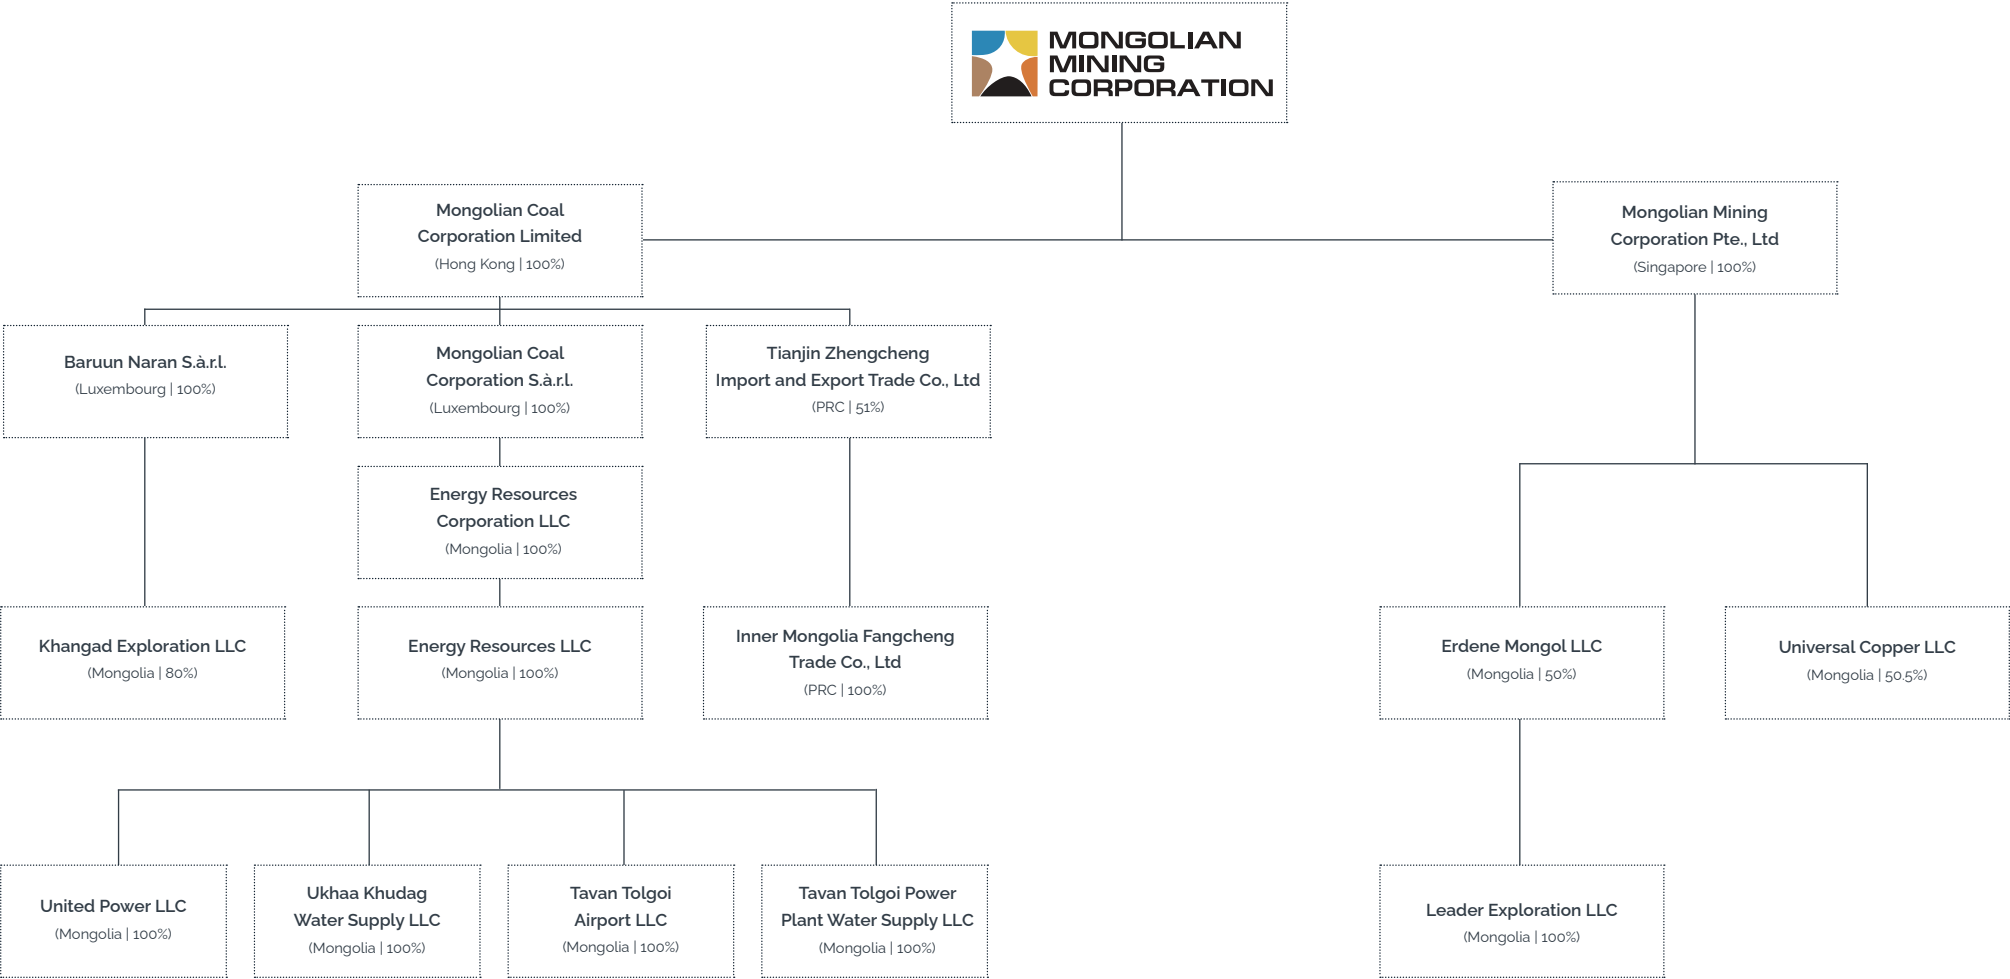 MONGOLIAN
MINING
CORPORATION
Mongolian Coal
Corporation Limited
(Hong Kong | 100%)
Mongolian Mining
Corporation Pte., Ltd
(Singapore | 100%)
Baruun Naran S.à.r.l.
(Luxembourg | 100%)
Mongolian Coal
Corporation S.à.r.l.
(Luxembourg | 100%)
Tianjin Zhengcheng
Import and Export Trade Co., Ltd
(PRC | 51%)
Energy Resources
Corporation LLC
(Mongolia | 100%)
Khangad Exploration LLC
(Mongolia | 80%)
Energy Resources LLC
(Mongolia | 100%)
Inner Mongolia Fangcheng
Trade Co., Ltd
(PRC | 100%)
Erdene Mongol LLC
(Mongolia | 50%)
Universal Copper LLC
(Mongolia | 50.5%)
United Power LLC
(Mongolia | 100%)
Ukhaa Khudag
Water Supply LLC
(Mongolia | 100%)
Tavan Tolgoi
Airport LLC
(Mongolia | 100%)
Tavan Tolgoi Power
Plant Water Supply LLC
(Mongolia | 100%)
Leader Exploration LLC
(Mongolia | 100%)